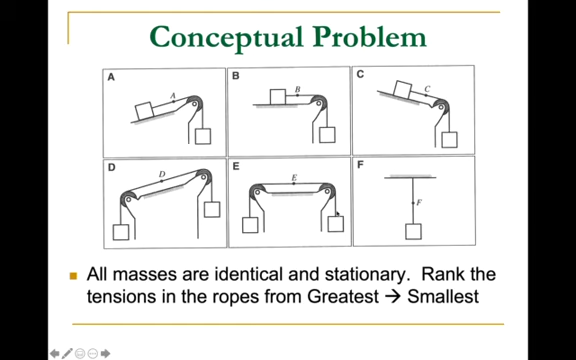 Conceptual Problem
A
A
B
B
C
C
D
D
E
E
F
F
All masses are identical and stationary. Rank the
tensions in the ropes from Greatest → Smallest